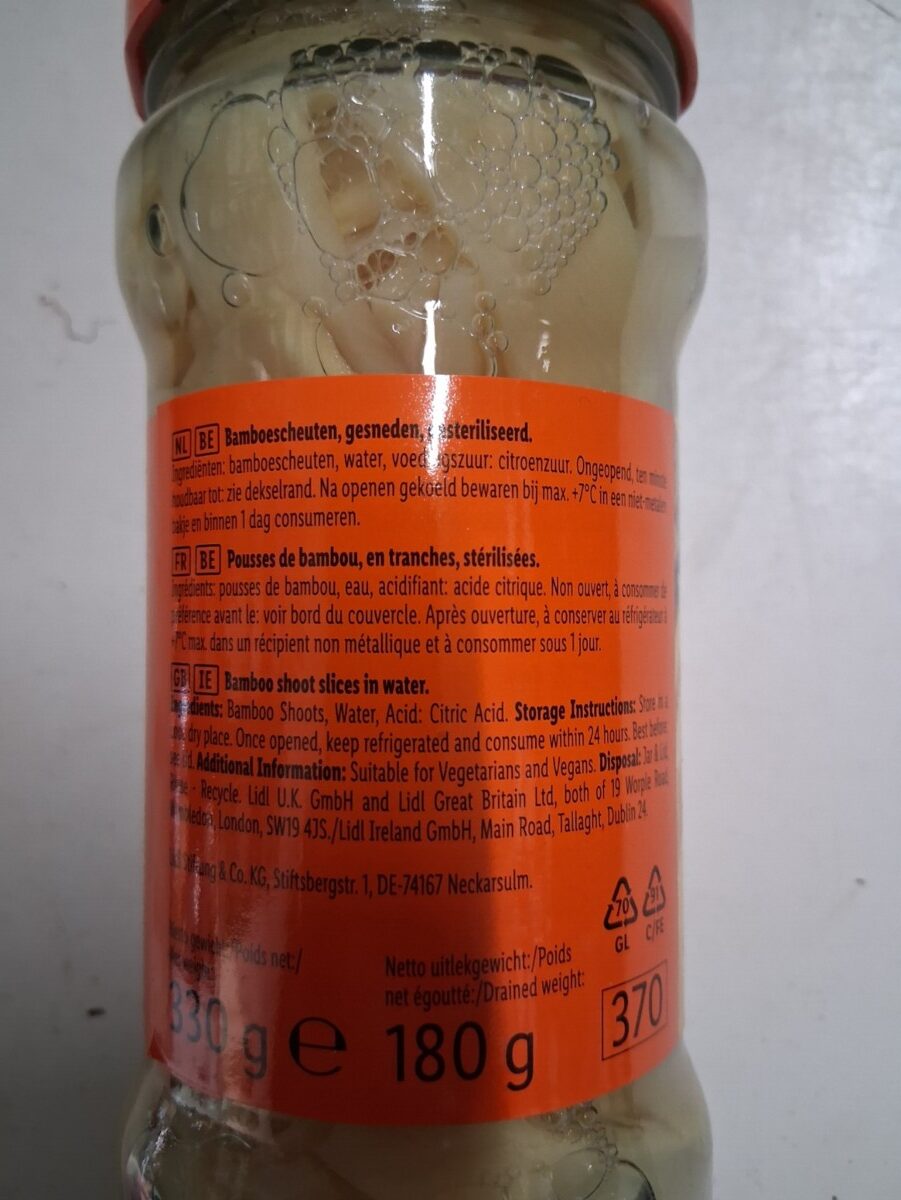 NL BE Bamboescheuten, gesneden, gesteriliseerd.
Ingrediënten: bamboescheuten, water, voedingszuur: citroenzuur. Ongeopend, ten minste
houdbaar tot: zie dekselrand. Na openen gekoeld bewaren bij max. +7°C in een niet-metalen
bakje en binnen 1 dag consumeren.
FR BE Pousses de bambou, en tranches, stérilisées.
Ingrédients: pousses de bambou, eau, acidifiant: acide citrique. Non ouvert, à consommer de
préférence avant le: voir bord du couvercle. Après ouverture, à conserver au réfrigérateur à
+7°C max. dans un récipient non métallique et à consommer sous 1 jour.
GB IE Bamboo shoot slices in water.
Ingredients: Bamboo Shoots, Water, Acid: Citric Acid. Storage Instructions: Store in a
cool dry place. Once opened, keep refrigerated and consume within 24 hours. Best before:
see lid. Additional Information: Suitable for Vegetarians and Vegans. Disposal: Jar & Lid,
- Recycle. Lidl U.K. GmbH and Lidl Great Britain Ltd, both of 19 Worple Road,
Wimbledon, London, SW19 4JS./Lidl Ireland GmbH, Main Road, Tallaght, Dublin 24.
Stiftung & Co. KG, Stiftsbergstr. 1, DE-74167 Neckarsulm.
70 91
GL C/FE
gewicht:/Poids net:/
330 g e
Netto uitlekgewicht:/Poids
net égoutté:/Drained weight:
180 g
370